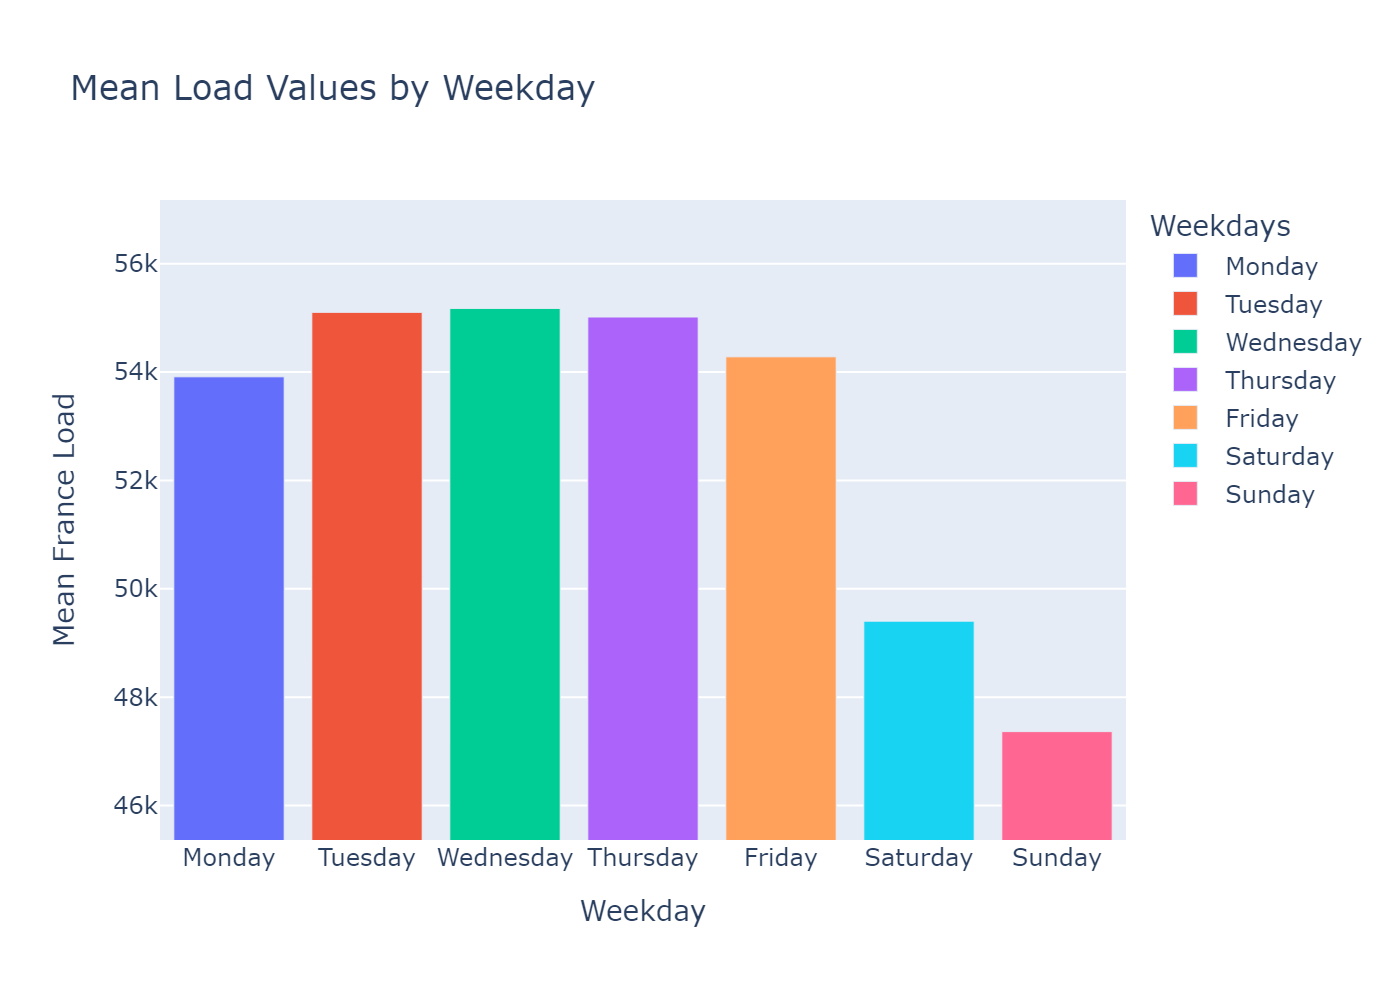 Mean Load Values by Weekday
Mean France Load
56k
54k
52k
50k
48k
46k
Monday Tuesday Wednesday Thursday Friday Saturday Sunday
Weekday
Weekdays
Monday
Tuesday
Wednesday
Thursday
Friday
Saturday
Sunday